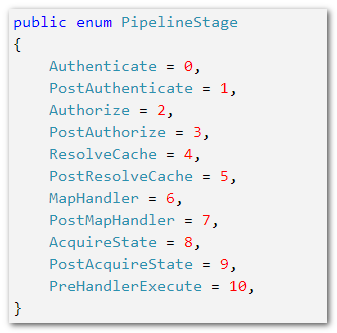 public enum PipelineStage
{
    Authenticate = 0,
    PostAuthenticate = 1,
    Authorize = 2,
    PostAuthorize = 3,
    ResolveCache = 4,
    PostResolveCache = 5,
    MapHandler = 6,
    PostMapHandler = 7,
    AcquireState = 8,
    PostAcquireState = 9,
    PreHandlerExecute = 10,
}